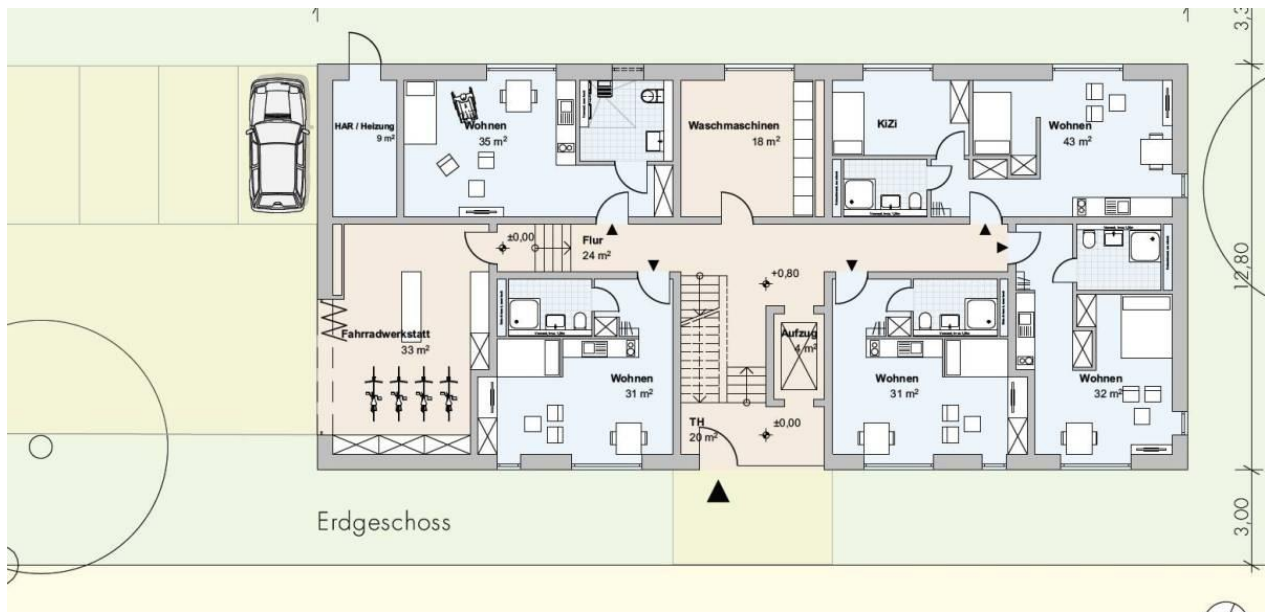 3,3
HAR / Heizung
9 m²
Wohnen
35 m²
Waschmaschinen
18 m²
KiZi
Wohnen
43 m²
±0,00
Flur
24 m²
+0,80
12,80
Fahrradwerkstatt
33 m²
Aufzug
4 m²
Wohnen
31 m²
Wohnen
31 m²
Wohnen
32 m²
TH
20 m²
±0,00
Erdgeschoss
3,00